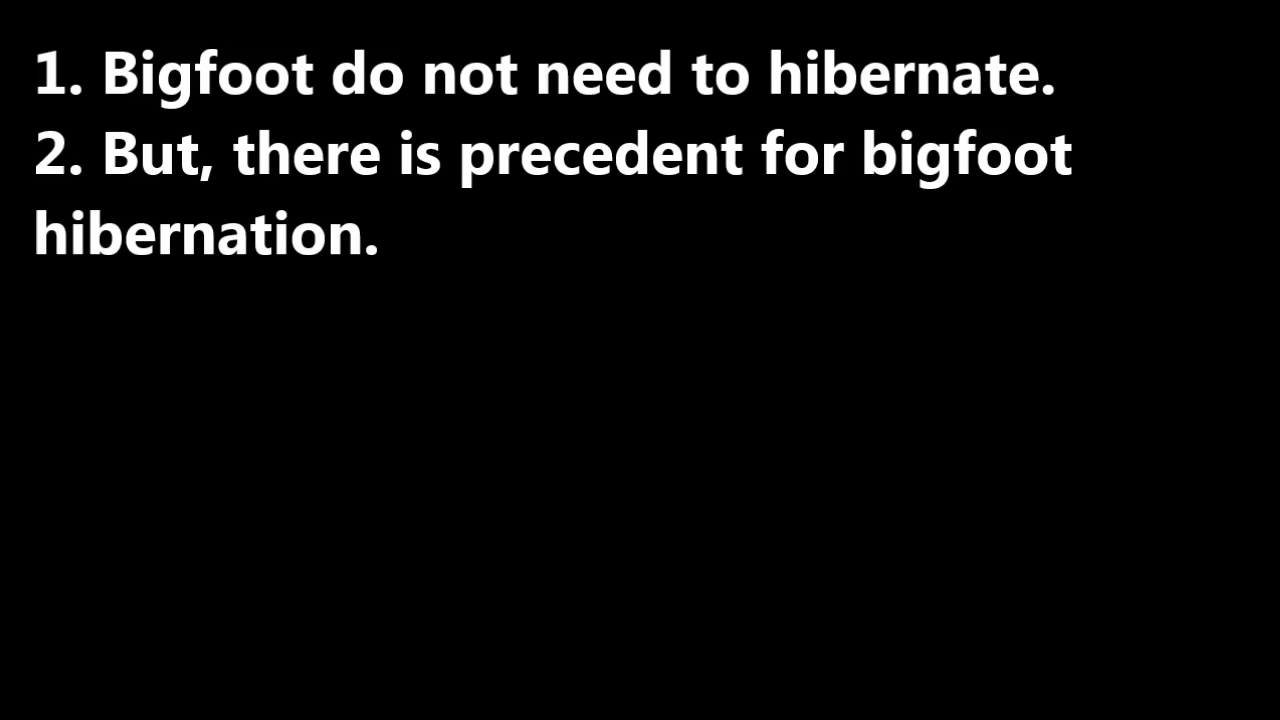 1. Bigfoot do not need to hibernate.
2. But, there is precedent for bigfoot
hibernation.